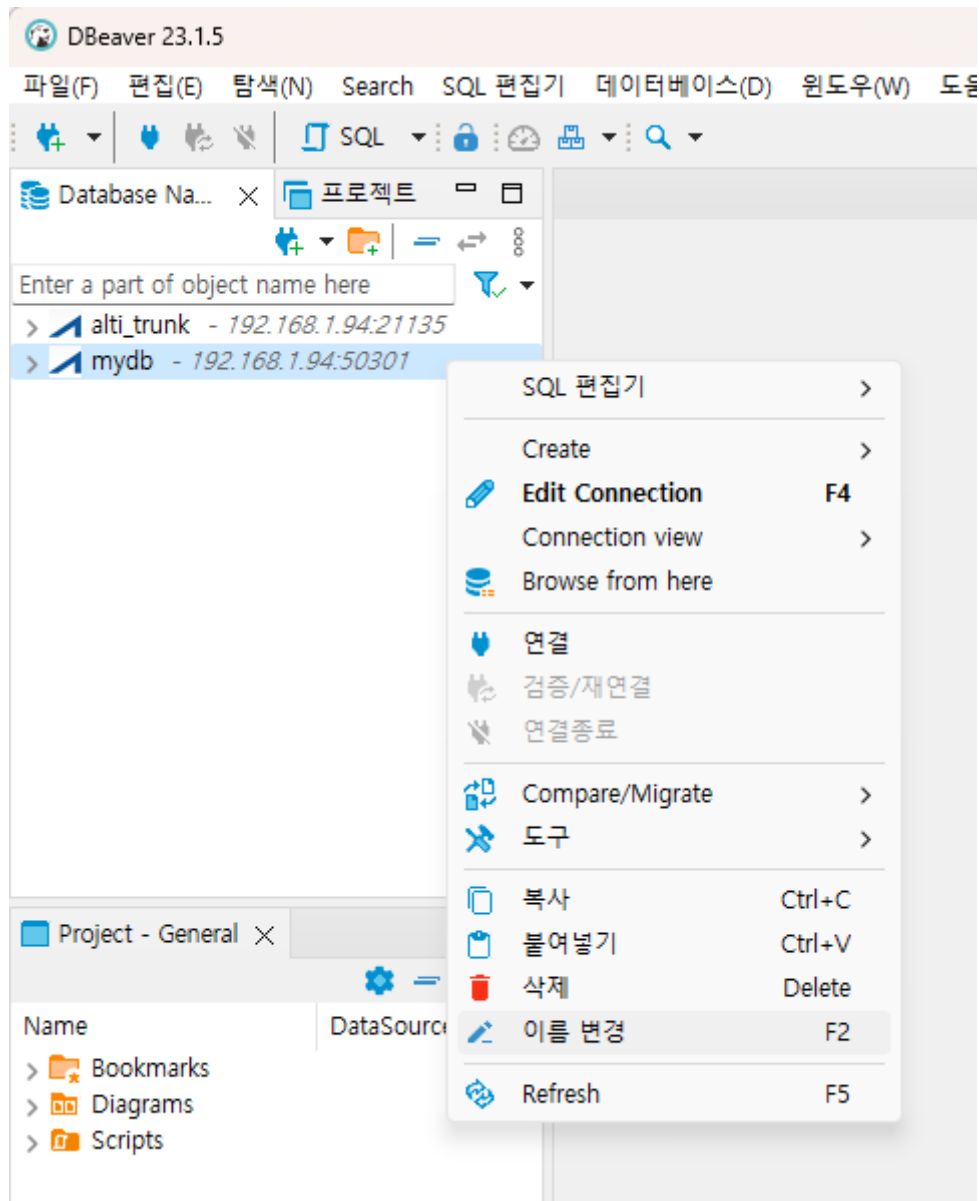 DBeaver 23.1.5
파일(F) 편집(E) 탐색(N) Search SQL 편집기 데이터베이스(D) 윈도우(W)
SQL
Database Na... 프로젝트
Enter a part of object name here
alti_trunk - 192.168.1.94:21135
mydb - 192.168.1.94:50301
SQL 편집기
Create
Edit Connection F4
Connection view
Browse from here
연결
검증/재연결
연결종료
Compare/Migrate
도구
복사 Ctrl+C
붙여넣기 Ctrl+V
삭제 Delete
이름 변경 F2
Refresh F5
Project - General
Name DataSource
Bookmarks
Diagrams
Scripts